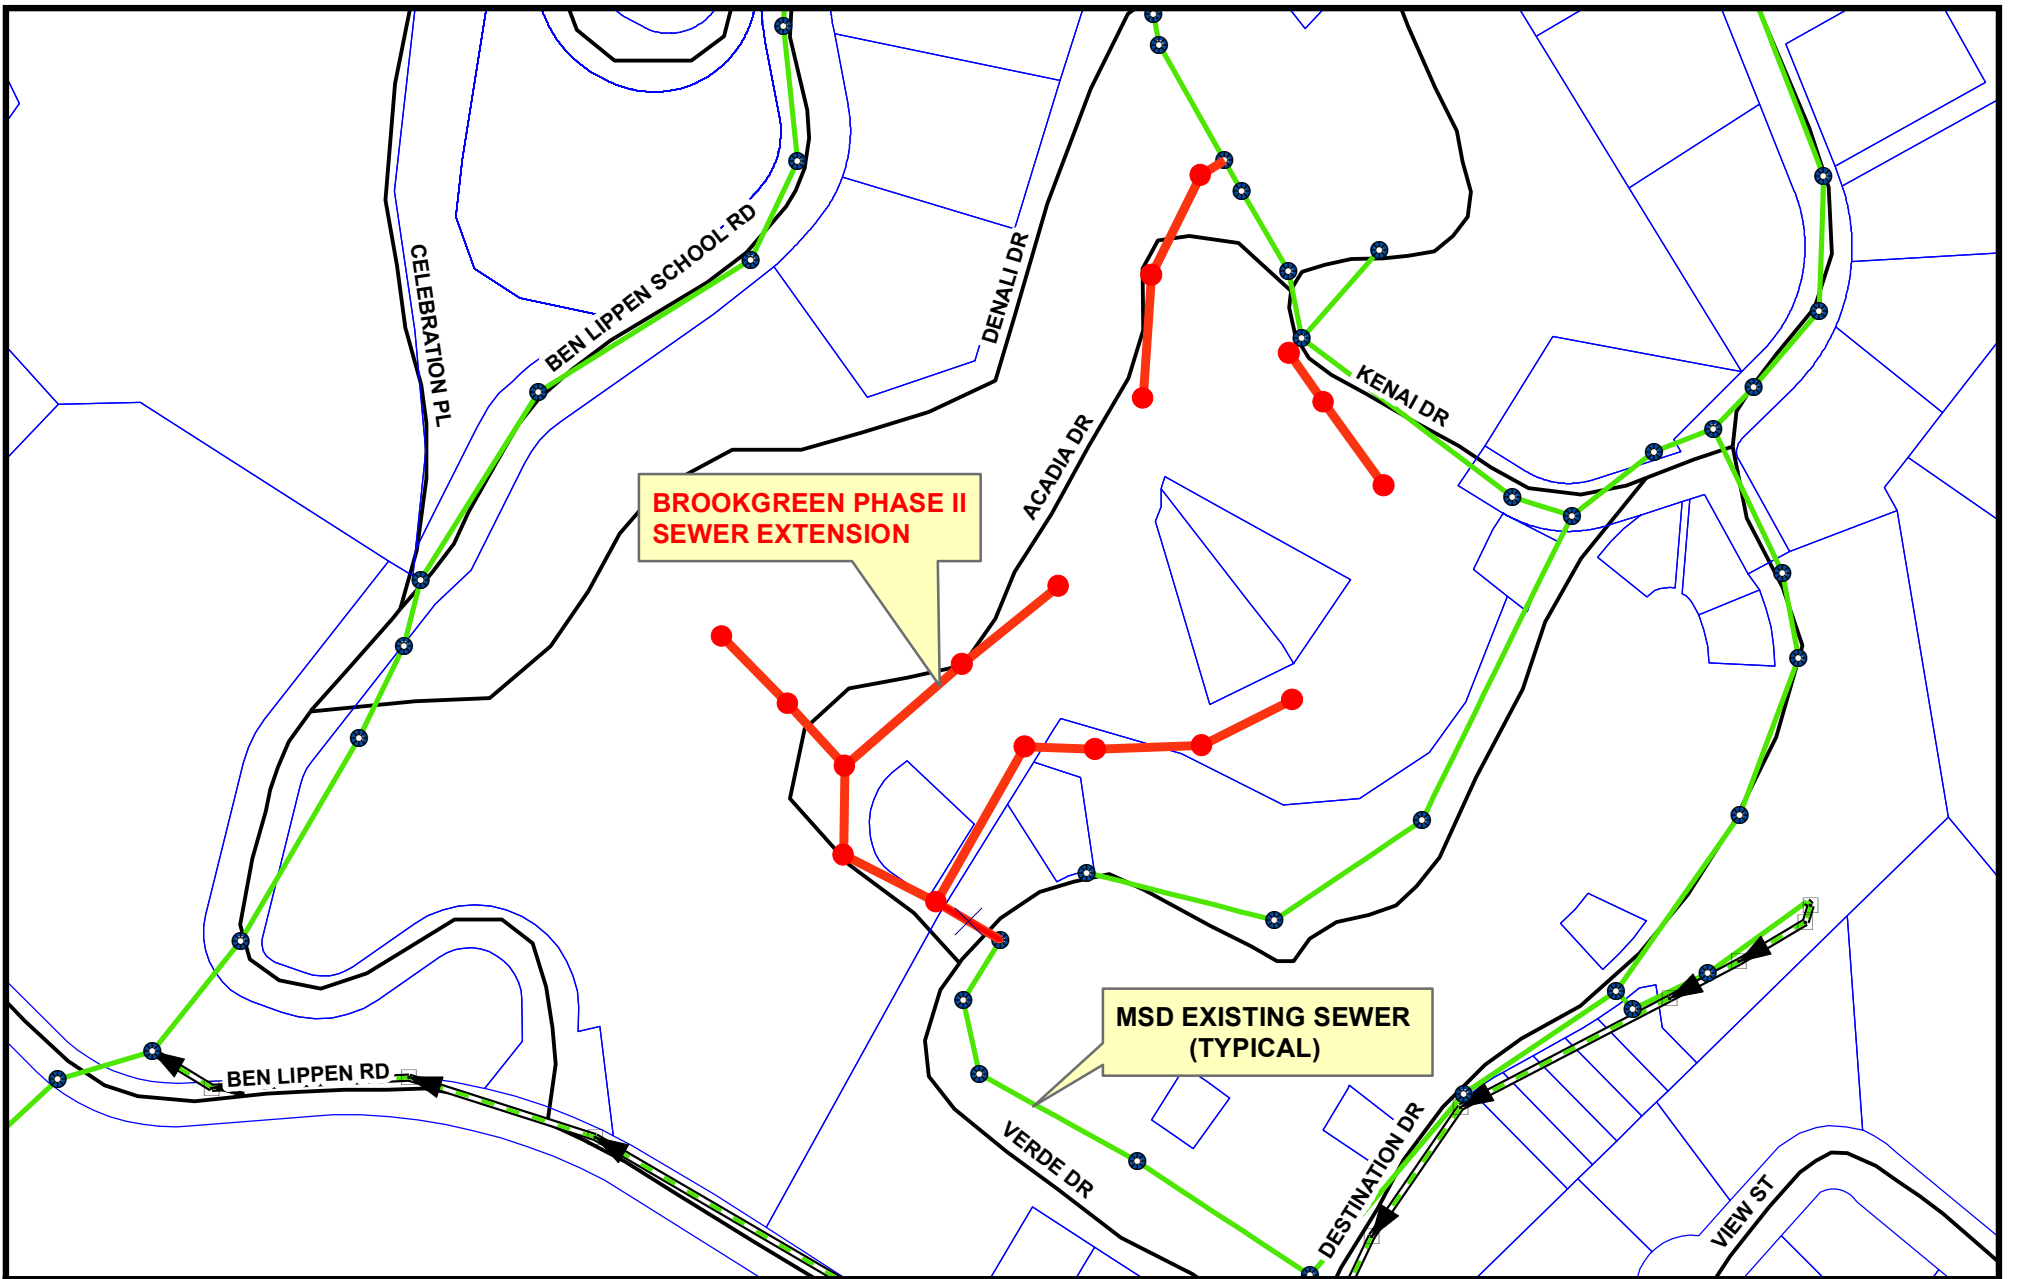 CELEBRATION PL
BEN LIPPEN SCHOOL RD
DENALI DR
KENAI DR
ACADIA DR
BROOKGREEN PHASE II
SEWER EXTENSION
MSD EXISTING SEWER
(TYPICAL)
BEN LIPPEN RD
VERDE DR
DESTINATION DR
VIEW ST